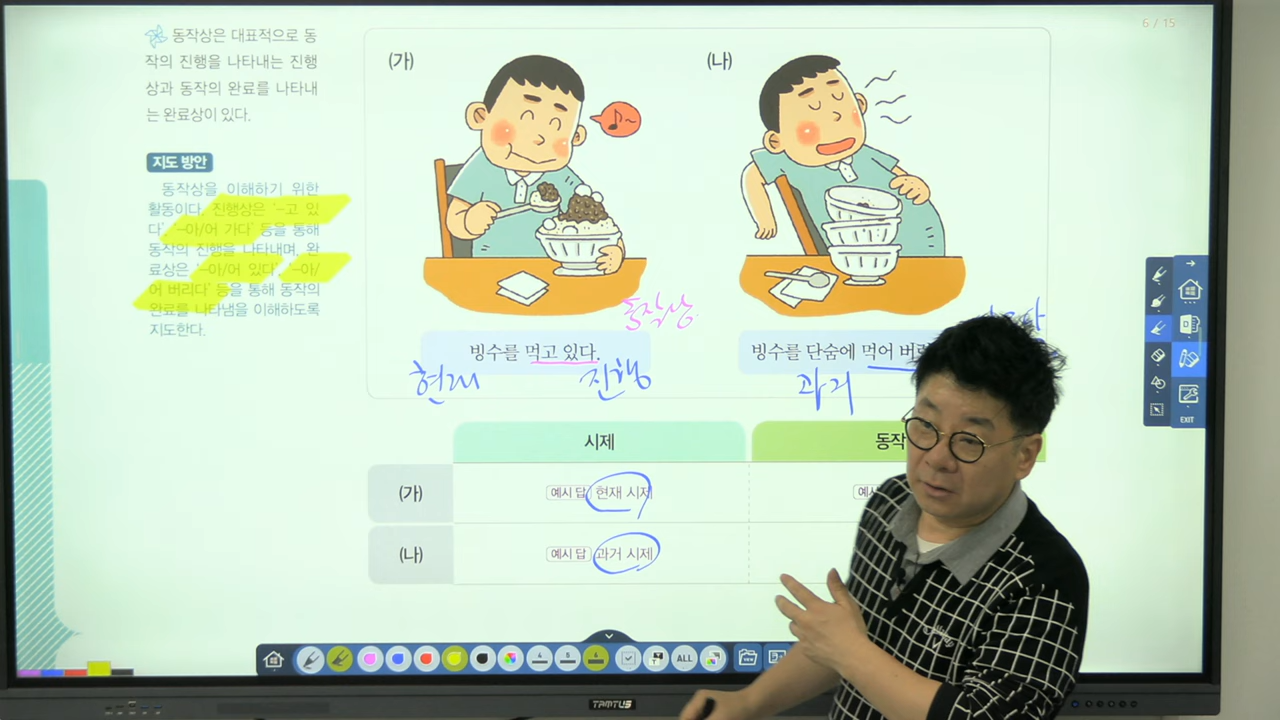 6 / 15
동작상은 대표적으로 동
작의 진행을 나타내는 진행
상과 동작의 완료를 나타내
는 완료상이 있다.
지도 방안
동작상을 이해하기 위한
활동이다. 진행상은 '-고 있
다', '-아/어 가다' 등을 통해
동작의 진행을 나타내며, 완
료상은 '-아/어 있다', '-아/
어 버리다' 등을 통해 동작의
완료를 나타냄을 이해하도록
지도한다.
(가)
(나)
동작상
빙수를 먹고 있다.
빙수를 단숨에 먹어 버
현재
진행
과거
시제
동작
(가)
예시 답 현재 시제
예시
(나)
예시 답 과거 시제
EXIT
ALL
TAMTUS